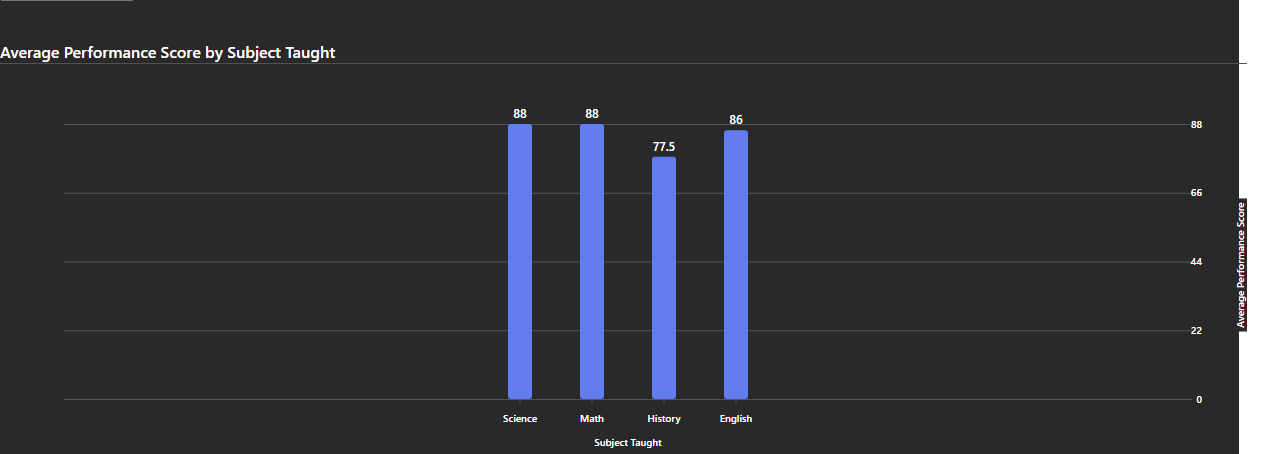 Average Performance Score by Subject Taught
88
88
77.5
86
88
66
44
22
0
Average Performance Score
Science
Math
History
English
Subject Taught